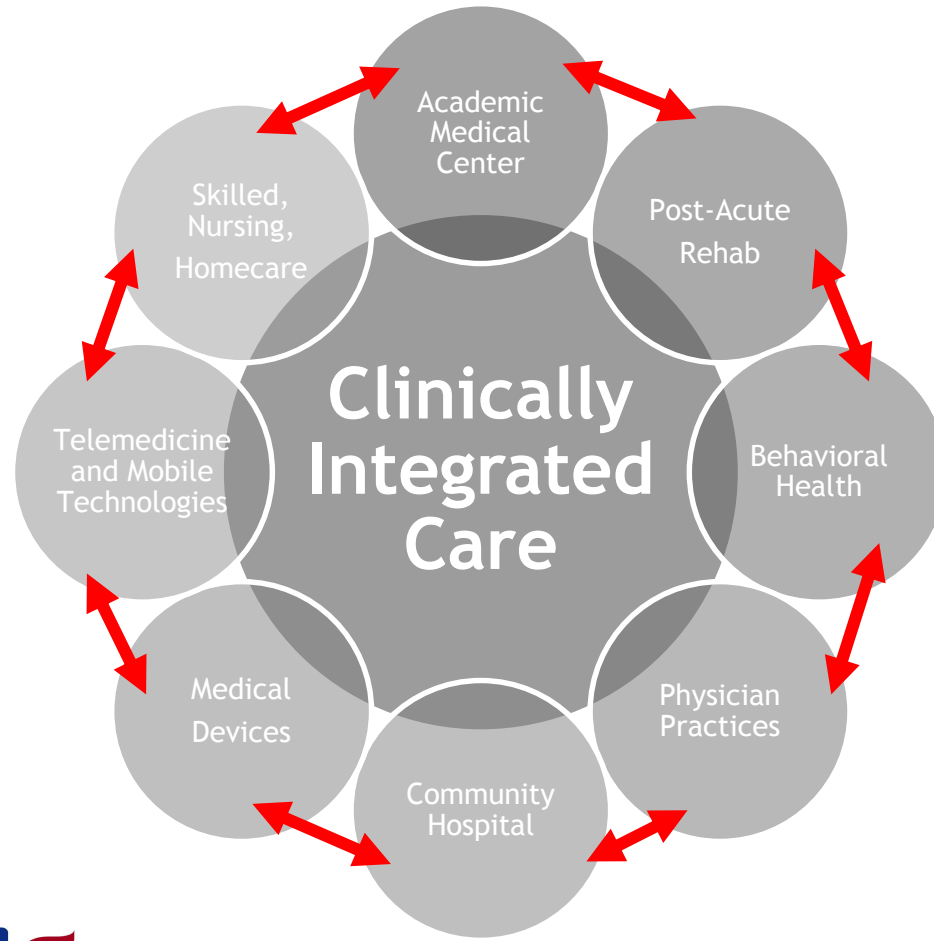 Academic
Medical
Center
Post-Acute
Rehab
Behavioral
Health
Physician
Practices
Community
Hospital
Medical
Devices
Telemedicine
and Mobile
Technologies
Skilled,
Nursing,
Homecare
Clinically
Integrated
Care